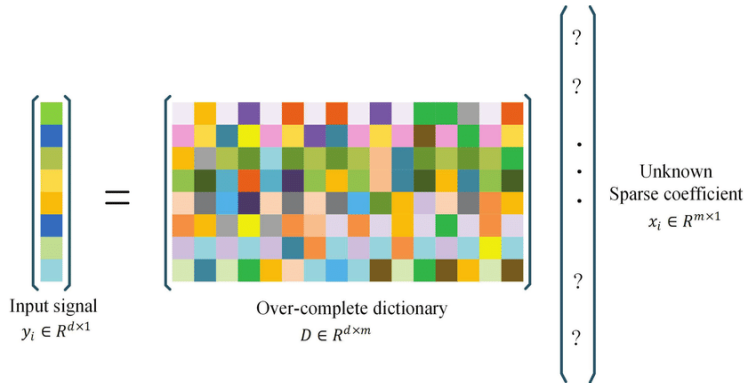 ?
?
.
.
.
?
?
=
Unknown
Sparse coefficient
x_i ∈ R^{m×1}
Input signal
y_i ∈ R^{d×1}
Over-complete dictionary
D ∈ R^{d×m}